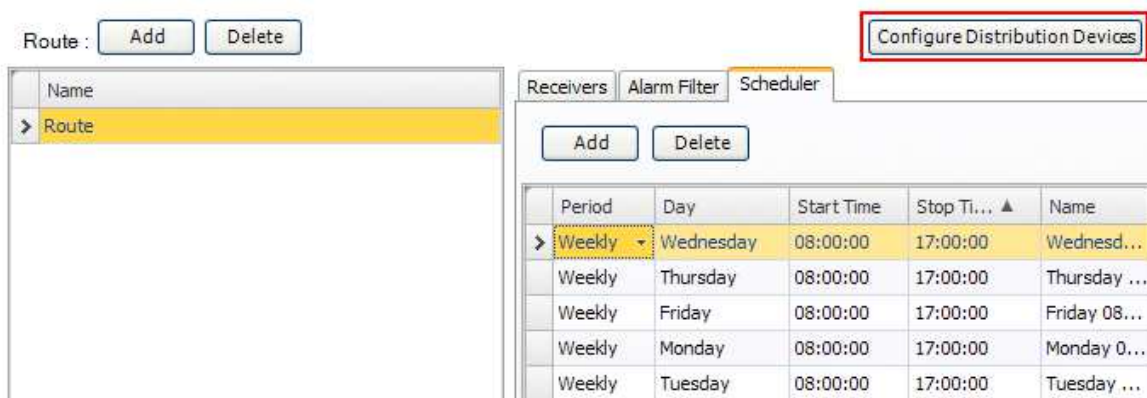 Route : Add Delete Configure Distribution Devices
Name
Route
Receivers Alarm Filter Scheduler
Add Delete
Period Day Start Time Stop Ti... Name
Weekly Wednesday 08:00:00 17:00:00 Wednesd...
Weekly Thursday 08:00:00 17:00:00 Thursday ...
Weekly Friday 08:00:00 17:00:00 Friday 08...
Weekly Monday 08:00:00 17:00:00 Monday 0...
Weekly Tuesday 08:00:00 17:00:00 Tuesday ...